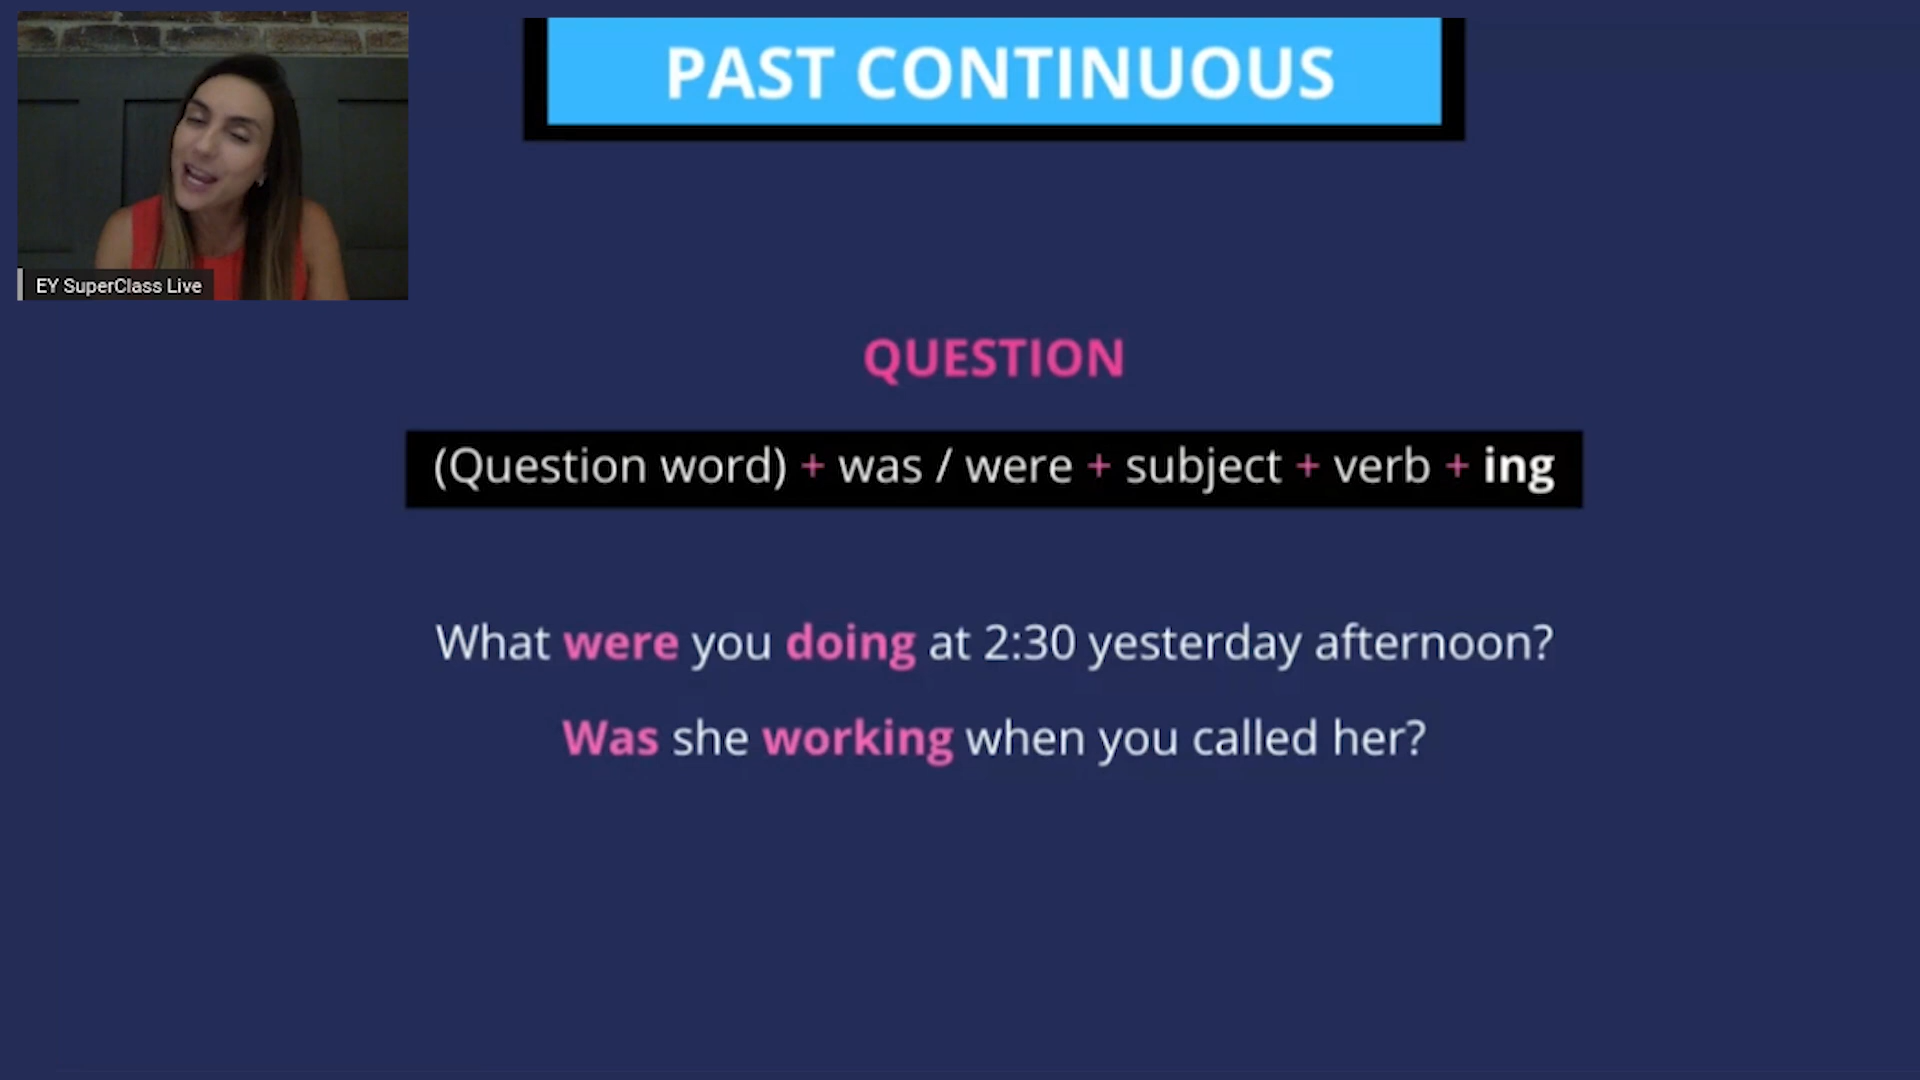 PAST CONTINUOUS
EY SuperClass Live
QUESTION
(Question word) + was / were + subject + verb + ing
What were you doing at 2:30 yesterday afternoon?
Was she working when you called her?